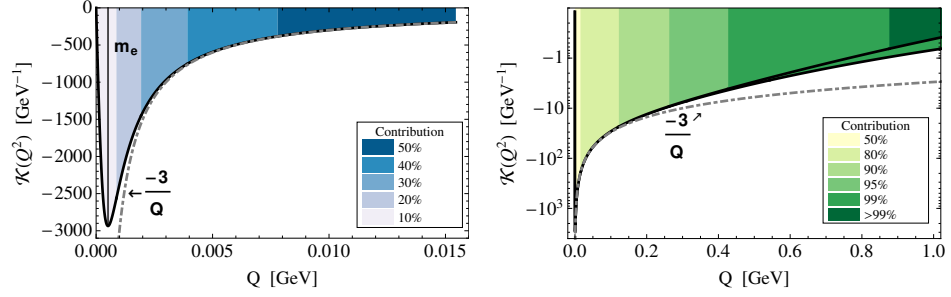 0
−500
−1000
−1500
−2000
−2500
−3000
𝒦(Q²) [GeV⁻¹]
mₑ
← −3/Q
Contribution
50%
40%
30%
20%
10%
0.000 0.005 0.010 0.015
Q [GeV]
−1
−10
−10²
−10³
𝒦(Q²) [GeV⁻¹]
−3/Q ↗
Contribution
50%
80%
90%
95%
99%
>99%
0.0 0.2 0.4 0.6 0.8 1.0
Q [GeV]